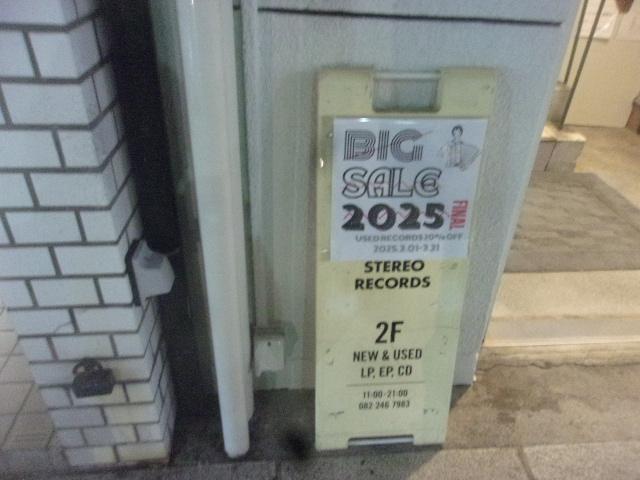 BIG
SALE
2025
FINAL
USED RECORDS 20% OFF
2025.3.01-3.31
STEREO
RECORDS
2F
NEW & USED
LP, EP, CD
11:00-21:00
082 246 7983